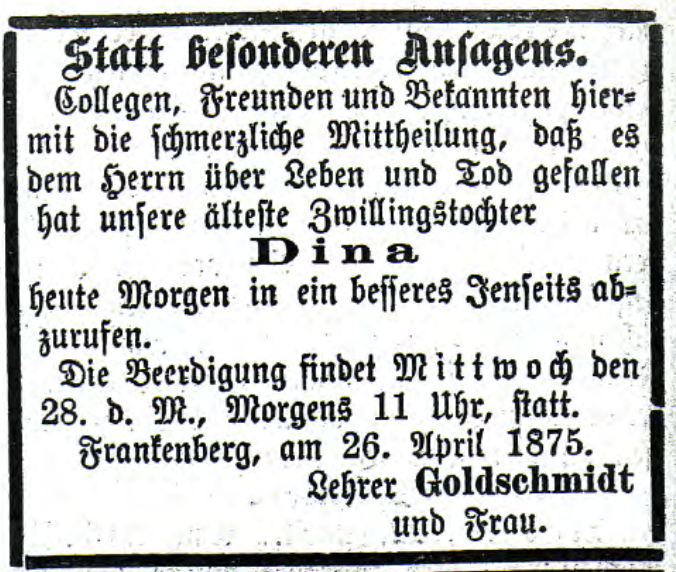 Statt besonderen Ansagens.
Collegen, Freunden und Bekannten hier-
mit die schmerzliche Mittheilung, daß es
dem Herrn über Leben und Tod gefallen
hat unsere älteste Zwillingstochter
Dina
heute Morgen in ein besseres Jenseits ab-
zurufen.
Die Beerdigung findet Mittwoch den
28. d. M., Morgens 11 Uhr, statt.
Frankenberg, am 26. April 1875.
Lehrer Goldschmidt
und Frau.